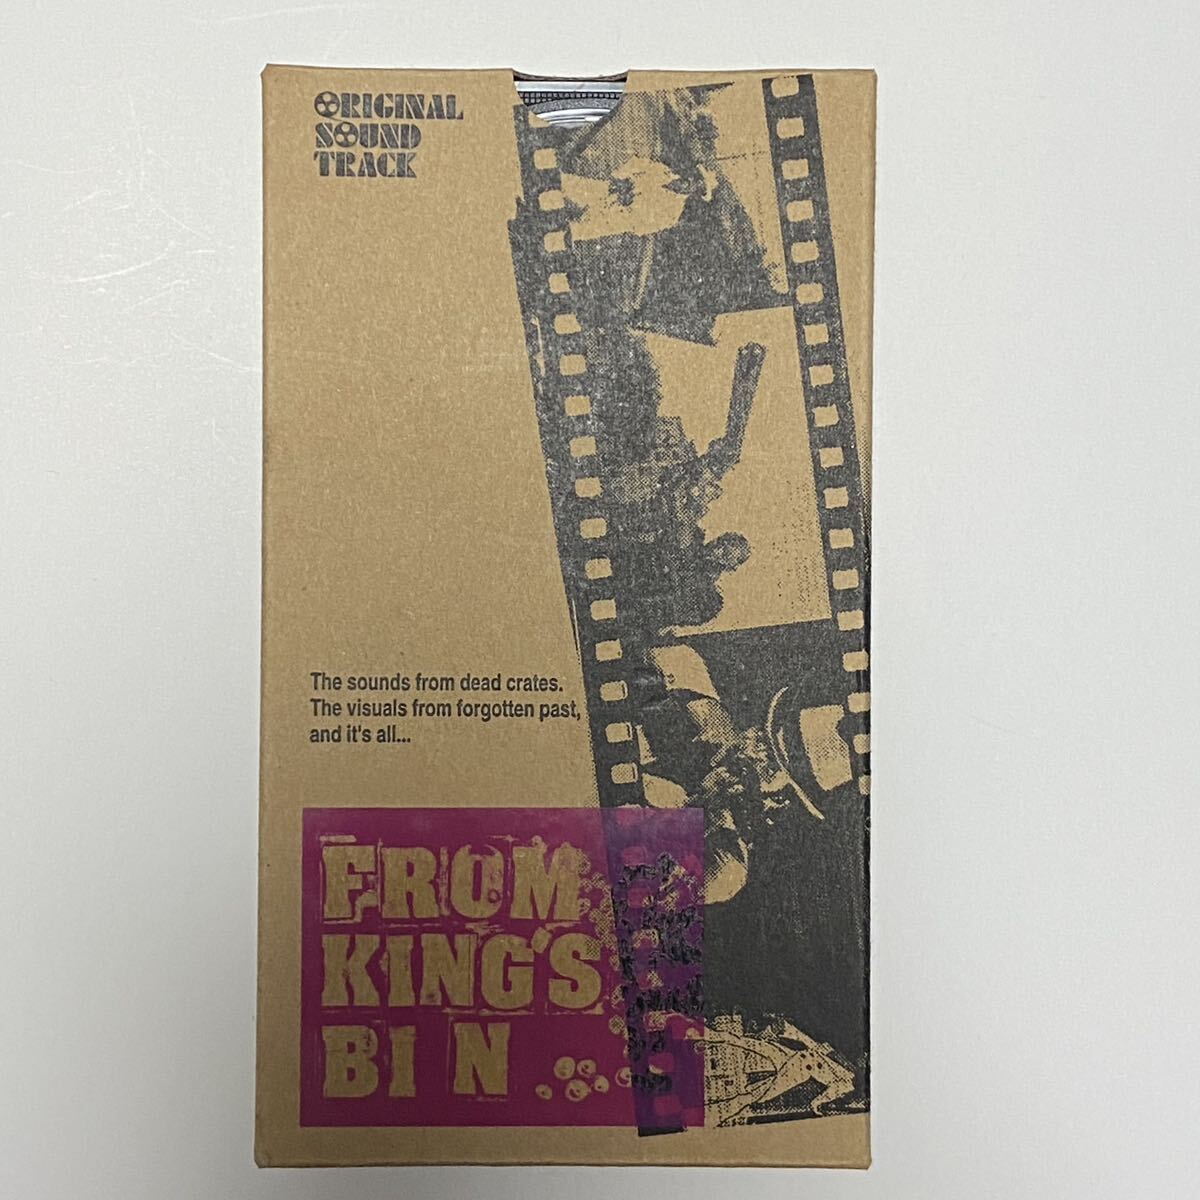 ORIGINAL
SOUND
TRACK
The sounds from dead crates.
The visuals from forgotten past,
and it's all...
FROM
KING'S
BIN